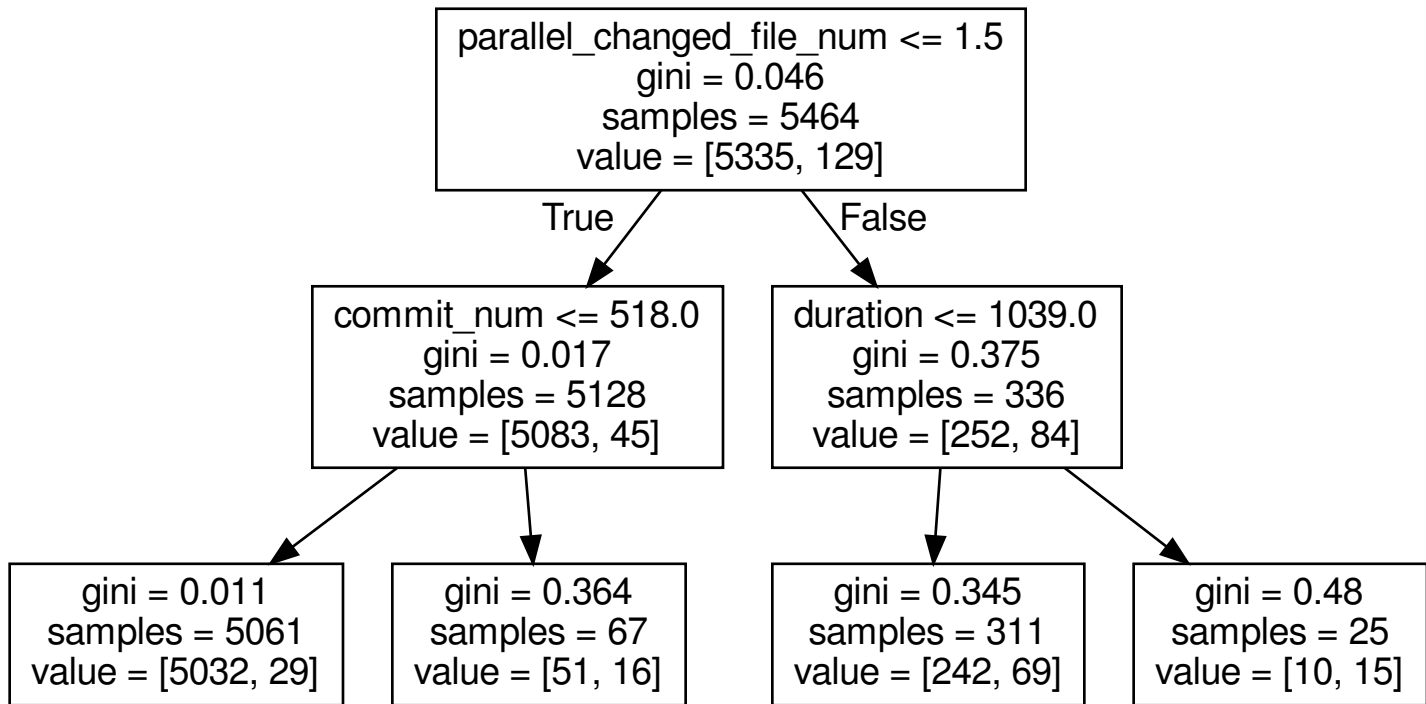 parallel_changed_file_num <= 1.5
gini = 0.046
samples = 5464
value = [5335, 129]
True
False
commit_num <= 518.0
gini = 0.017
samples = 5128
value = [5083, 45]
duration <= 1039.0
gini = 0.375
samples = 336
value = [252, 84]
gini = 0.011
samples = 5061
value = [5032, 29]
gini = 0.364
samples = 67
value = [51, 16]
gini = 0.345
samples = 311
value = [242, 69]
gini = 0.48
samples = 25
value = [10, 15]